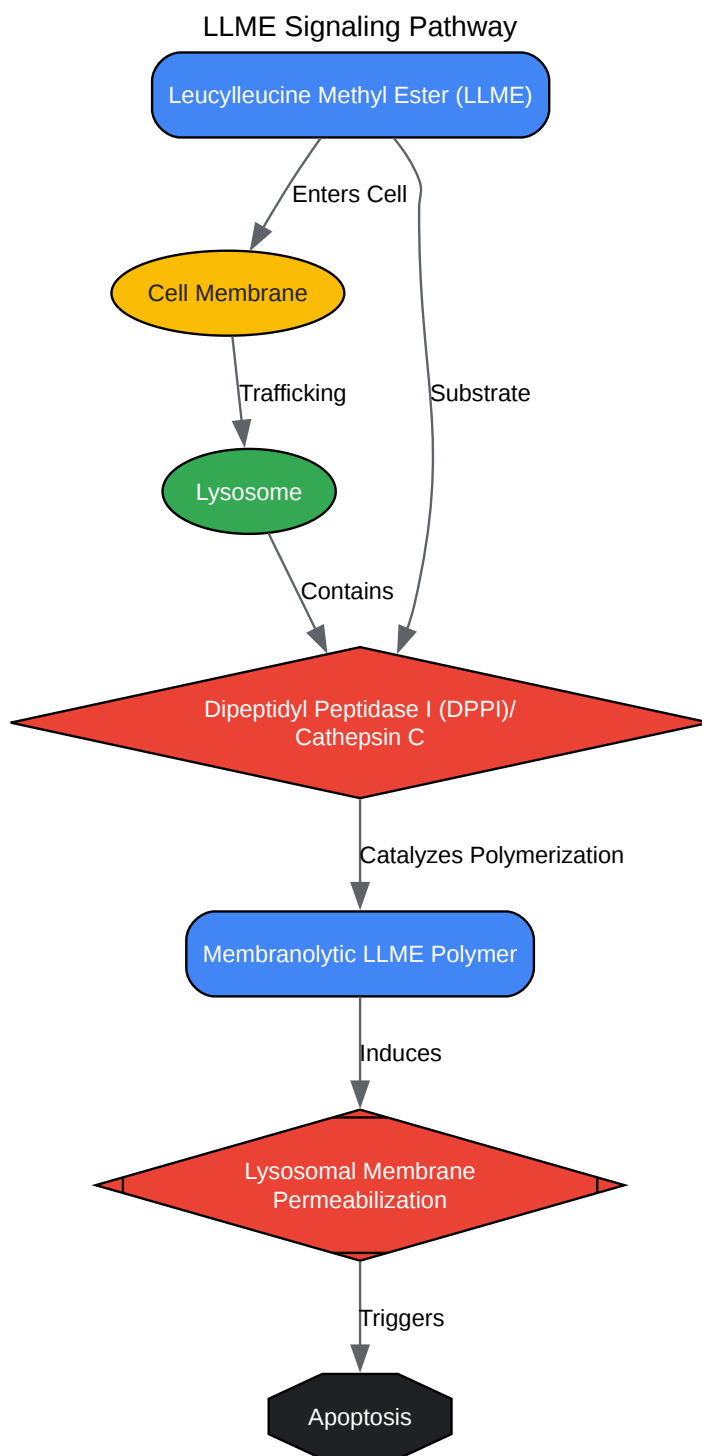 LLME Signaling Pathway
Leucylleucine Methyl Ester (LLME)
Enters Cell
Cell Membrane
Trafficking
Substrate
Lysosome
Contains
Dipeptidyl Peptidase I (DPPI)/
Cathepsin C
Catalyzes Polymerization
Membranolytic LLME Polymer
Induces
Lysosomal Membrane
Permeabilization
Triggers
Apoptosis